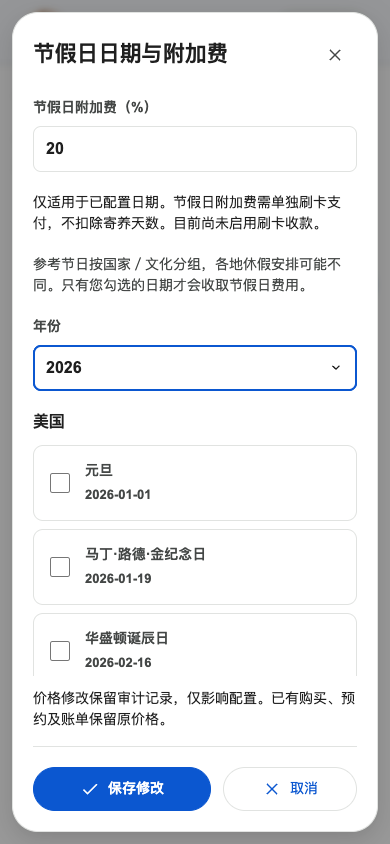 节假日日期与附加费
节假日附加费（%）
20
仅适用于已配置日期。节假日附加费需单独刷卡支
付，不扣除寄养天数。目前尚未启用刷卡收款。
参考节日按国家 / 文化分组，各地休假安排可能不
同。只有您勾选的日期才会收取节假日费用。
年份
2026
美国
元旦
2026-01-01
马丁·路德·金纪念日
2026-01-19
华盛顿诞辰日
2026-02-16
价格修改保留审计记录，仅影响配置。已有购买、预
约及账单保留原价格。
保存修改
取消